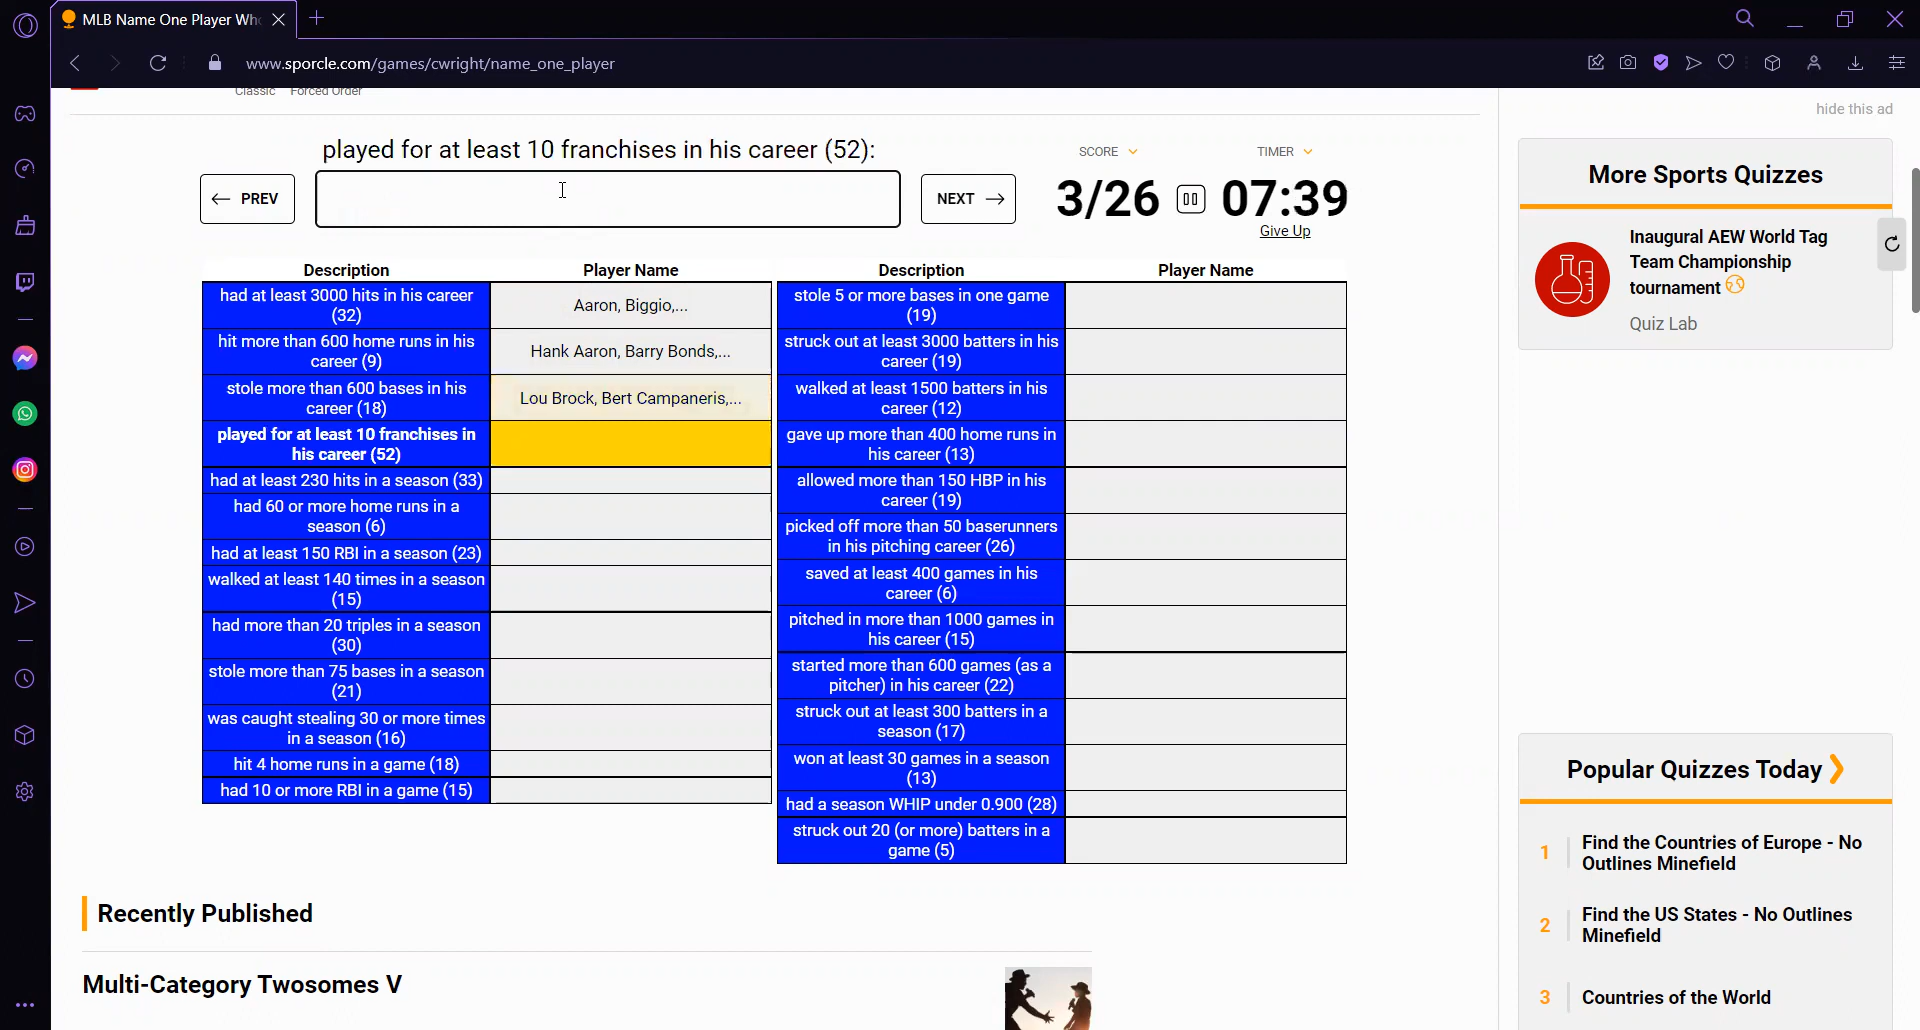 MLB Name One Player Who
www.sporcle.com/games/cwright/name_one_player
Classic Forced Order
hide this ad
played for at least 10 franchises in his career (52):
SCORE
TIMER
← PREV
NEXT →
3/26
07:39
Give Up
Description
Player Name
had at least 3000 hits in his career
(32)
Aaron, Biggio,...
hit more than 600 home runs in his
career (9)
Hank Aaron, Barry Bonds,...
stole more than 600 bases in his
career (18)
Lou Brock, Bert Campaneris,...
played for at least 10 franchises in
his career (52)
had at least 230 hits in a season (33)
had 60 or more home runs in a
season (6)
had at least 150 RBI in a season (23)
walked at least 140 times in a season
(15)
had more than 20 triples in a season
(30)
stole more than 75 bases in a season
(21)
was caught stealing 30 or more times
in a season (16)
hit 4 home runs in a game (18)
had 10 or more RBI in a game (15)
Description
Player Name
stole 5 or more bases in one game
(19)
struck out at least 3000 batters in his
career (19)
walked at least 1500 batters in his
career (12)
gave up more than 400 home runs in
his career (13)
allowed more than 150 HBP in his
career (19)
picked off more than 50 baserunners
in his pitching career (26)
saved at least 400 games in his
career (6)
pitched in more than 1000 games in
his career (15)
started more than 600 games (as a
pitcher) in his career (22)
struck out at least 300 batters in a
season (17)
won at least 30 games in a season
(13)
had a season WHIP under 0.900 (28)
struck out 20 (or more) batters in a
game (5)
More Sports Quizzes
Inaugural AEW World Tag
Team Championship
tournament
Quiz Lab
Popular Quizzes Today
1 Find the Countries of Europe - No
Outlines Minefield
2 Find the US States - No Outlines
Minefield
3 Countries of the World
Recently Published
Multi-Category Twosomes V